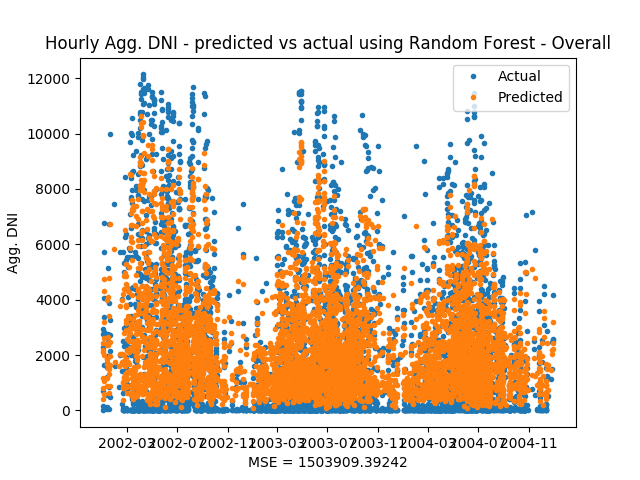 Hourly Agg. DNI - predicted vs actual using Random Forest - Overall
Actual
Predicted
12000
10000
8000
6000
4000
2000
0
Agg. DNI
2002-03 2002-07 2002-11 2003-03 2003-07 2003-11 2004-03 2004-07 2004-11
MSE = 1503909.39242